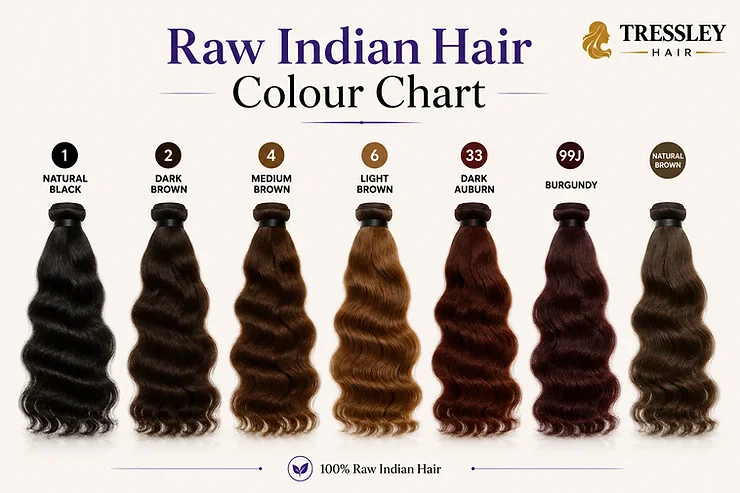 Raw Indian Hair
Colour Chart
TRESSLEY
HAIR
1
NATURAL
BLACK
2
DARK
BROWN
4
MEDIUM
BROWN
6
LIGHT
BROWN
33
DARK
AUBURN
99J
BURGUNDY
NATURAL
BROWN
100% Raw Indian Hair